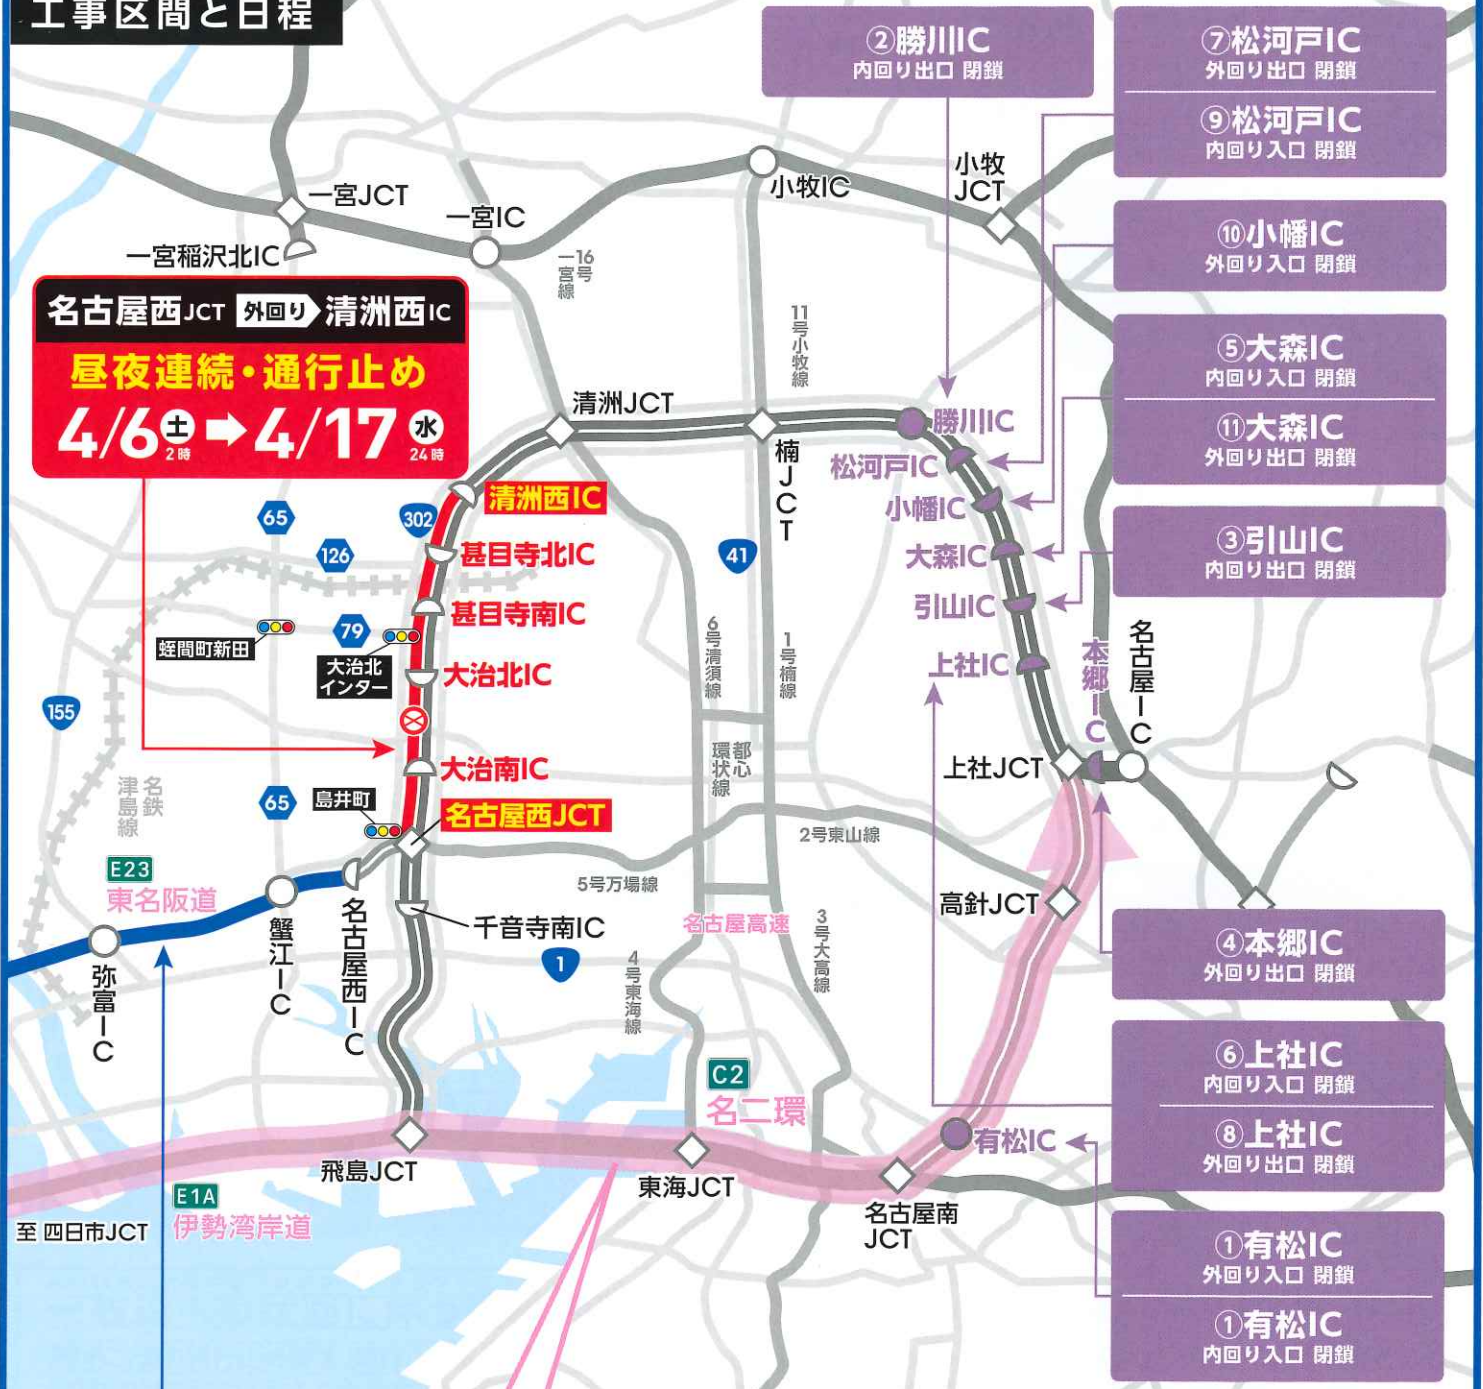 工事区間と日程
②勝川IC
内回り出口 閉鎖
⑦松河戸IC
外回り出口 閉鎖
⑨松河戸IC
内回り入口 閉鎖
⑩小幡IC
外回り入口 閉鎖
⑤大森IC
内回り入口 閉鎖
⑪大森IC
外回り出口 閉鎖
③引山IC
内回り出口 閉鎖
④本郷IC
外回り出口 閉鎖
⑥上社IC
内回り入口 閉鎖
⑧上社IC
外回り出口 閉鎖
①有松IC
外回り入口 閉鎖
①有松IC
内回り入口 閉鎖
一宮JCT
一宮IC
一宮稲沢北IC
小牧IC
小牧
JCT
16号
一宮線
11号小牧線
名古屋西JCT 外回り 清洲西IC
昼夜連続・通行止め
4/6土2時 4/17水24時
清洲JCT
楠JCT
勝川IC
松河戸IC
小幡IC
大森IC
引山IC
上社IC
本郷IC
名古屋IC
上社JCT
高針JCT
清洲西IC
甚目寺北IC
甚目寺南IC
大治北IC
大治南IC
名古屋西JCT
65
302
126
79
41
155
65
1
蛭間町新田
大治北
インター
島井町
名鉄
津島線
6号清須線
1号楠線
都心
環状線
2号東山線
5号万場線
名古屋高速
3号大高線
4号東海線
E23
東名阪道
弥富IC
蟹江IC
名古屋西IC
千音寺南IC
C2
名二環
有松IC
飛島JCT
東海JCT
名古屋南
JCT
E1A
伊勢湾岸道
至 四日市JCT